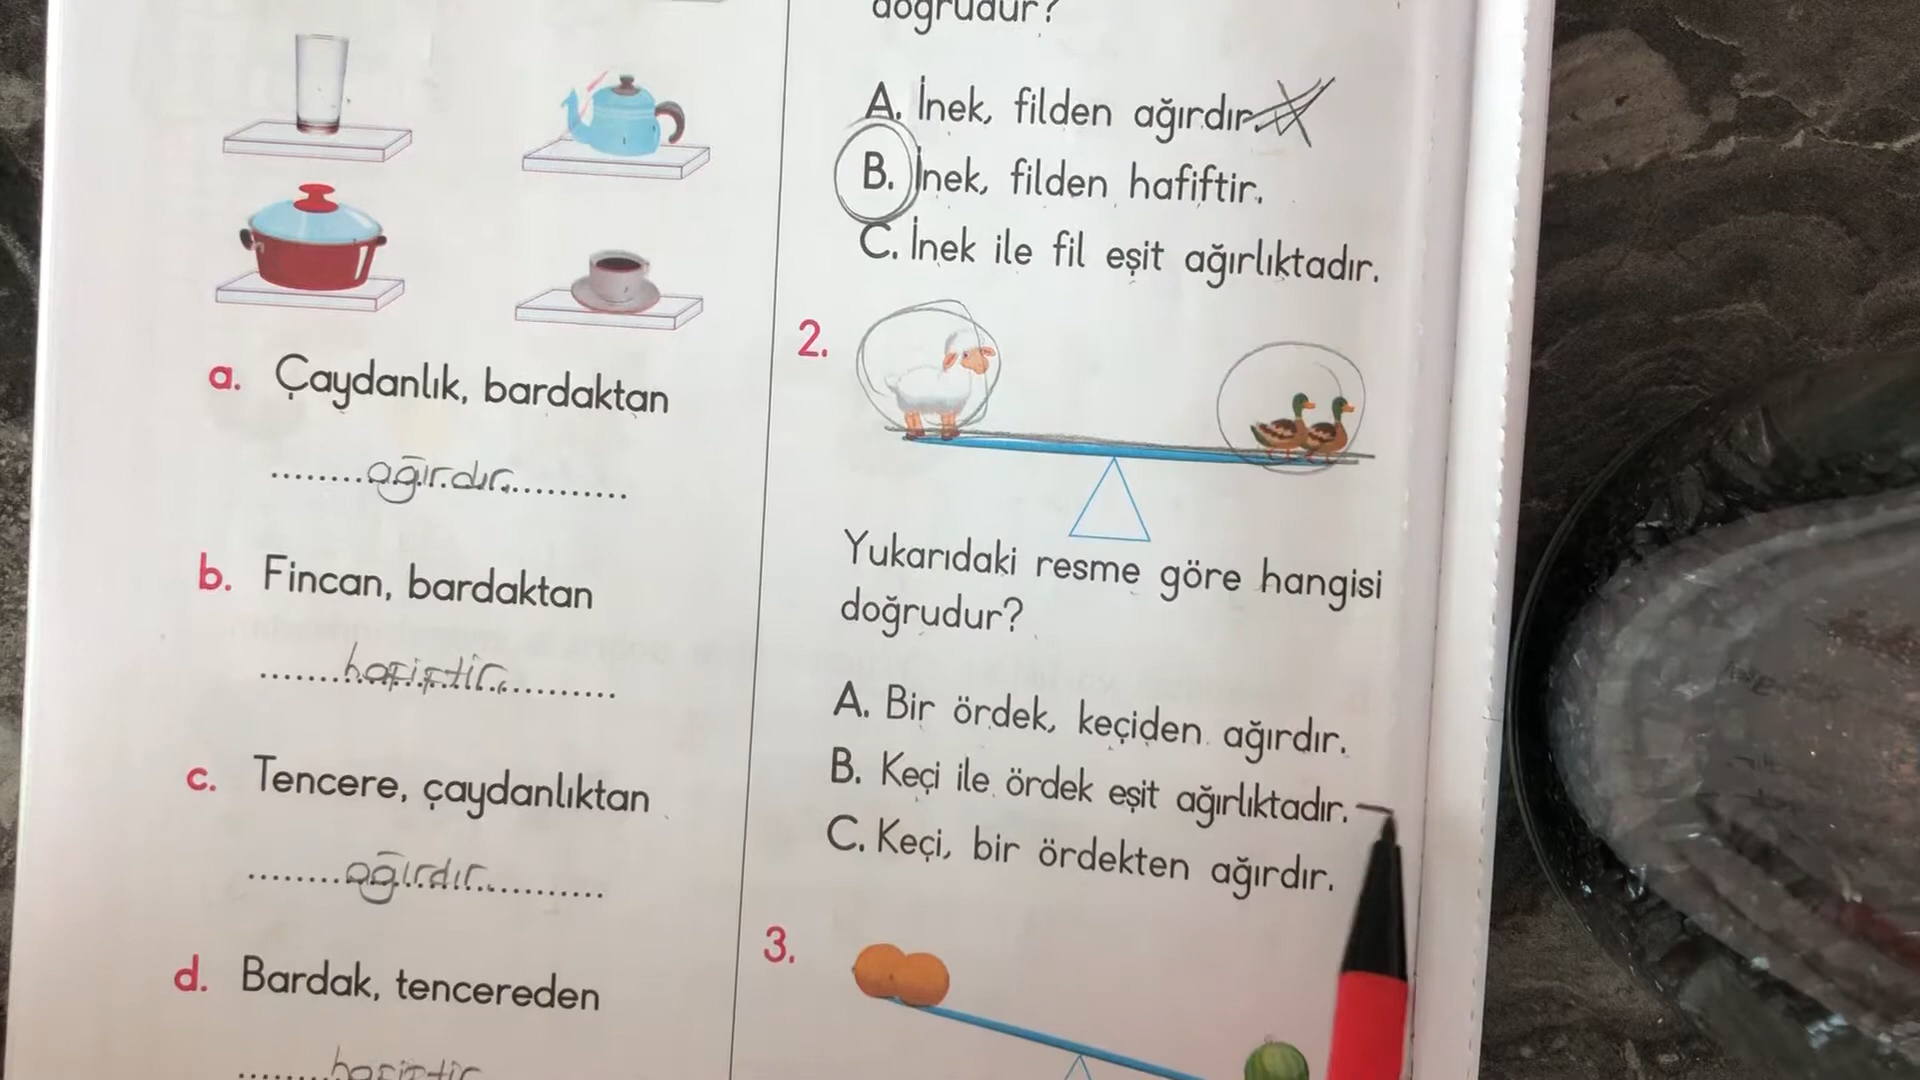 a. Çaydanlık, bardaktan
........ağırdır...........
b. Fincan, bardaktan
.......hafiftir...........
c. Tencere, çaydanlıktan
........ağırdır...........
d. Bardak, tencereden
......hafiftir
doğrudur?
A. İnek, filden ağırdır.
B. İnek, filden hafiftir.
C. İnek ile fil eşit ağırlıktadır.
2.
Yukarıdaki resme göre hangisi
doğrudur?
A. Bir ördek, keçiden ağırdır.
B. Keçi ile ördek eşit ağırlıktadır.
C. Keçi, bir ördekten ağırdır.
3.